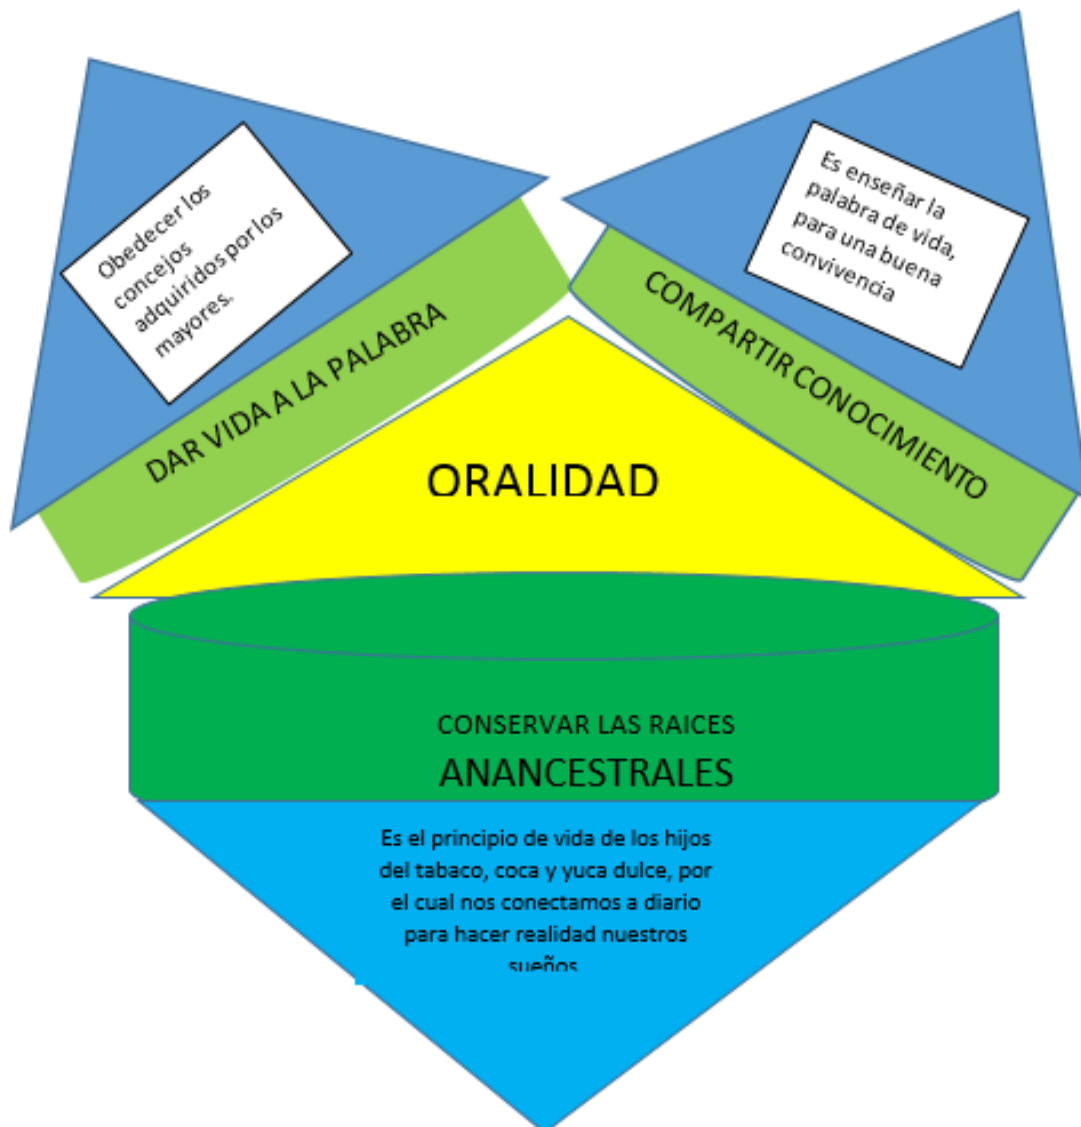 Obedecer los
concejos
adquiridos por los
mayores.
DAR VIDA A LA PALABRA
Es enseñar la
palabra de vida,
para una buena
convivencia
COMPARTIR CONOCIMIENTO
ORALIDAD
CONSERVAR LAS RAICES
ANANCESTRALES
Es el principio de vida de los hijos
del tabaco, coca y yuca dulce, por
el cual nos conectamos a diario
para hacer realidad nuestros
sueños